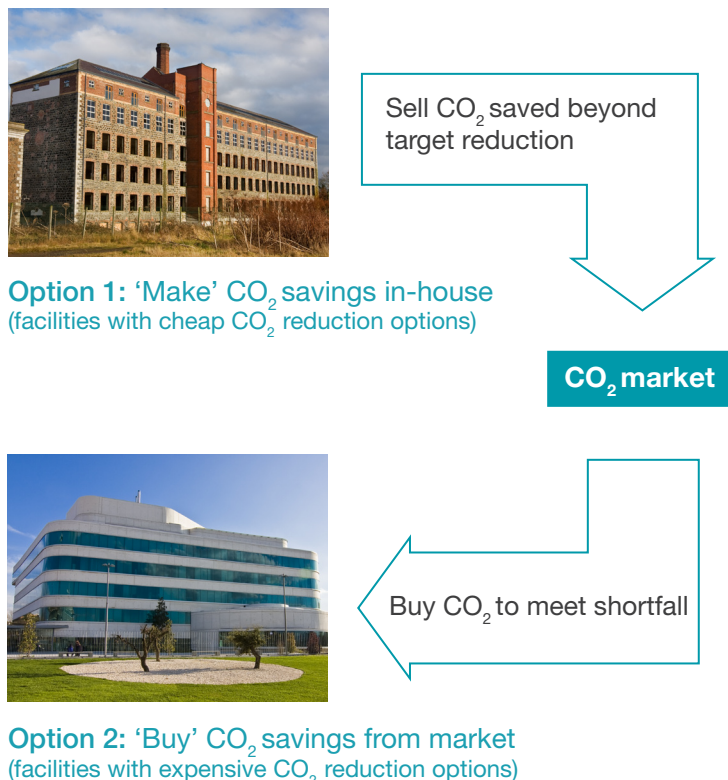 Sell CO₂ saved beyond
target reduction
Option 1: ‘Make’ CO₂ savings in-house
(facilities with cheap CO₂ reduction options)
CO₂ market
Buy CO₂ to meet shortfall
Option 2: ‘Buy’ CO₂ savings from market
(facilities with expensive CO₂ reduction options)